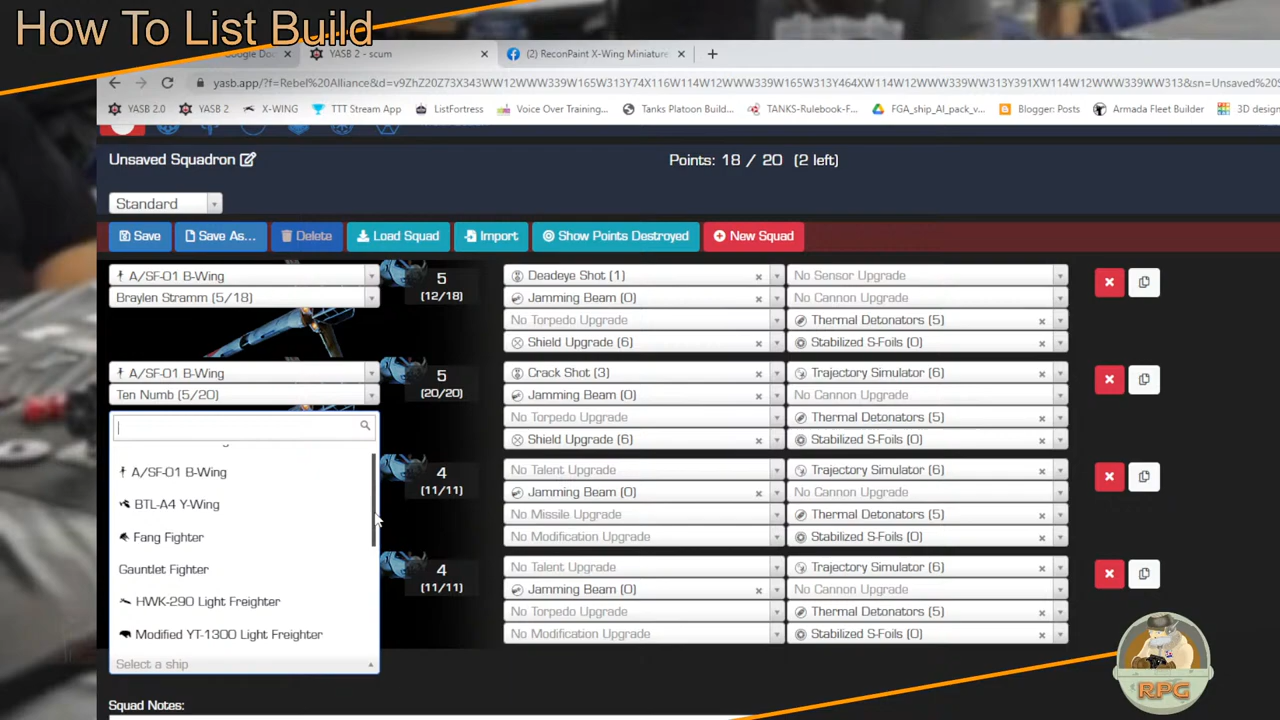 How To List Build
Google Doc
YASB 2 - scum
(2) ReconPaint X-Wing Miniature
yasb.app/?f=Rebel%20Alliance&d=v9ZhZ20Z73X343WW12WWW339W165W313Y74X116W114W12WWW339WW313Y464XW114W12WWW339WW313Y391XW114W12WWW339WW313&sn=Unsaved%20S
YASB 2.0
YASB 2
X-WING
TTT Stream App
ListFortress
Voice Over Training...
Tanks Platoon Build...
TANKS-Rulebook-F...
FGA_ship_AI_pack_v...
Blogger: Posts
Armada Fleet Builder
3D design
Unsaved Squadron
Points: 18 / 20 (2 left)
Standard
Save
Save As...
Delete
Load Squad
Import
Show Points Destroyed
New Squad
A/SF-01 B-Wing
Braylen Stramm (5/18)
5
(12/18)
Deadeye Shot (1)
No Sensor Upgrade
Jamming Beam (0)
No Cannon Upgrade
No Torpedo Upgrade
Thermal Detonators (5)
Shield Upgrade (6)
Stabilized S-Foils (0)
A/SF-01 B-Wing
Ten Numb (5/20)
5
(20/20)
Crack Shot (3)
Trajectory Simulator (6)
Jamming Beam (0)
No Cannon Upgrade
No Torpedo Upgrade
Thermal Detonators (5)
Shield Upgrade (6)
Stabilized S-Foils (0)
A/SF-01 B-Wing
BTL-A4 Y-Wing
Fang Fighter
Gauntlet Fighter
HWK-290 Light Freighter
Modified YT-1300 Light Freighter
Select a ship
4
(11/11)
No Talent Upgrade
Trajectory Simulator (6)
Jamming Beam (0)
No Cannon Upgrade
No Missile Upgrade
Thermal Detonators (5)
No Modification Upgrade
Stabilized S-Foils (0)
4
(11/11)
No Talent Upgrade
Trajectory Simulator (6)
Jamming Beam (0)
No Cannon Upgrade
No Torpedo Upgrade
Thermal Detonators (5)
No Modification Upgrade
Stabilized S-Foils (0)
Squad Notes:
RPG